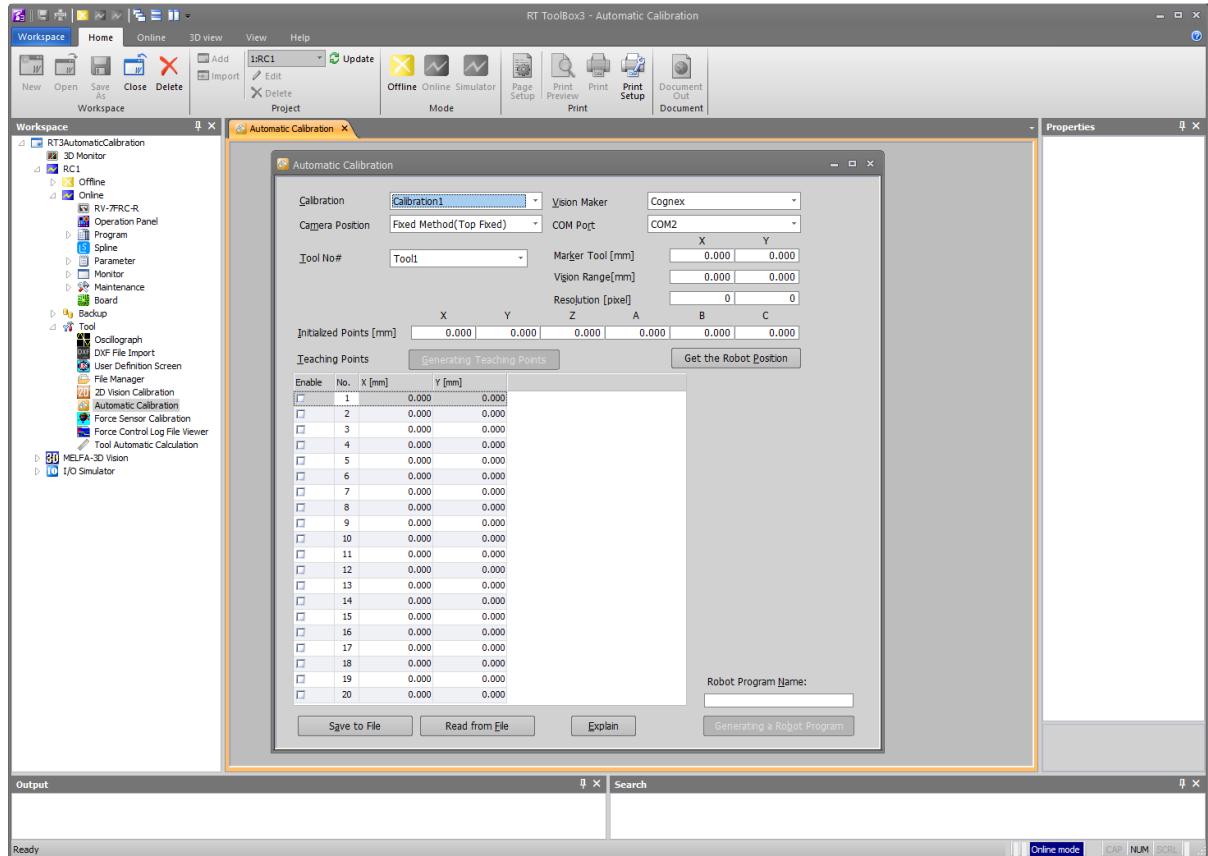 RT ToolBox3 - Automatic Calibration
Workspace Home Online 3D view View Help
New Open Save As Close Delete
Workspace
Add
Import
1:RC1 Update
Edit
Delete
Project
Offline Online Simulator
Mode
Page Setup
Print Preview Print Print Setup
Print
Document Out
Document
Workspace
RT3AutomaticCalibration
3D Monitor
RC1
Offline
Online
RV-7FRC-R
Operation Panel
Program
Spline
Parameter
Monitor
Maintenance
Board
Backup
Tool
Oscillograph
DXF File Import
User Definition Screen
File Manager
2D Vision Calibration
Automatic Calibration
Force Sensor Calibration
Force Control Log File Viewer
Tool Automatic Calculation
MELFA-3D Vision
I/O Simulator
Automatic Calibration
Automatic Calibration
Calibration Calibration1 Vision Maker Cognex
Camera Position Fixed Method(Top Fixed) COM Port COM2
X Y
Tool No# Tool1 Marker Tool [mm] 0.000 0.000
Vision Range[mm] 0.000 0.000
Resolution [pixel] 0 0
X Y Z A B C
Initialized Points [mm] 0.000 0.000 0.000 0.000 0.000 0.000
Teaching Points Generating Teaching Points Get the Robot Position
Enable No. X [mm] Y [mm]
1 0.000 0.000
2 0.000 0.000
3 0.000 0.000
4 0.000 0.000
5 0.000 0.000
6 0.000 0.000
7 0.000 0.000
8 0.000 0.000
9 0.000 0.000
10 0.000 0.000
11 0.000 0.000
12 0.000 0.000
13 0.000 0.000
14 0.000 0.000
15 0.000 0.000
16 0.000 0.000
17 0.000 0.000
18 0.000 0.000
19 0.000 0.000
20 0.000 0.000
Robot Program Name:
Save to File Read from File Explain Generating a Robot Program
Properties
Output
Search
Ready Online mode CAP NUM SCRL